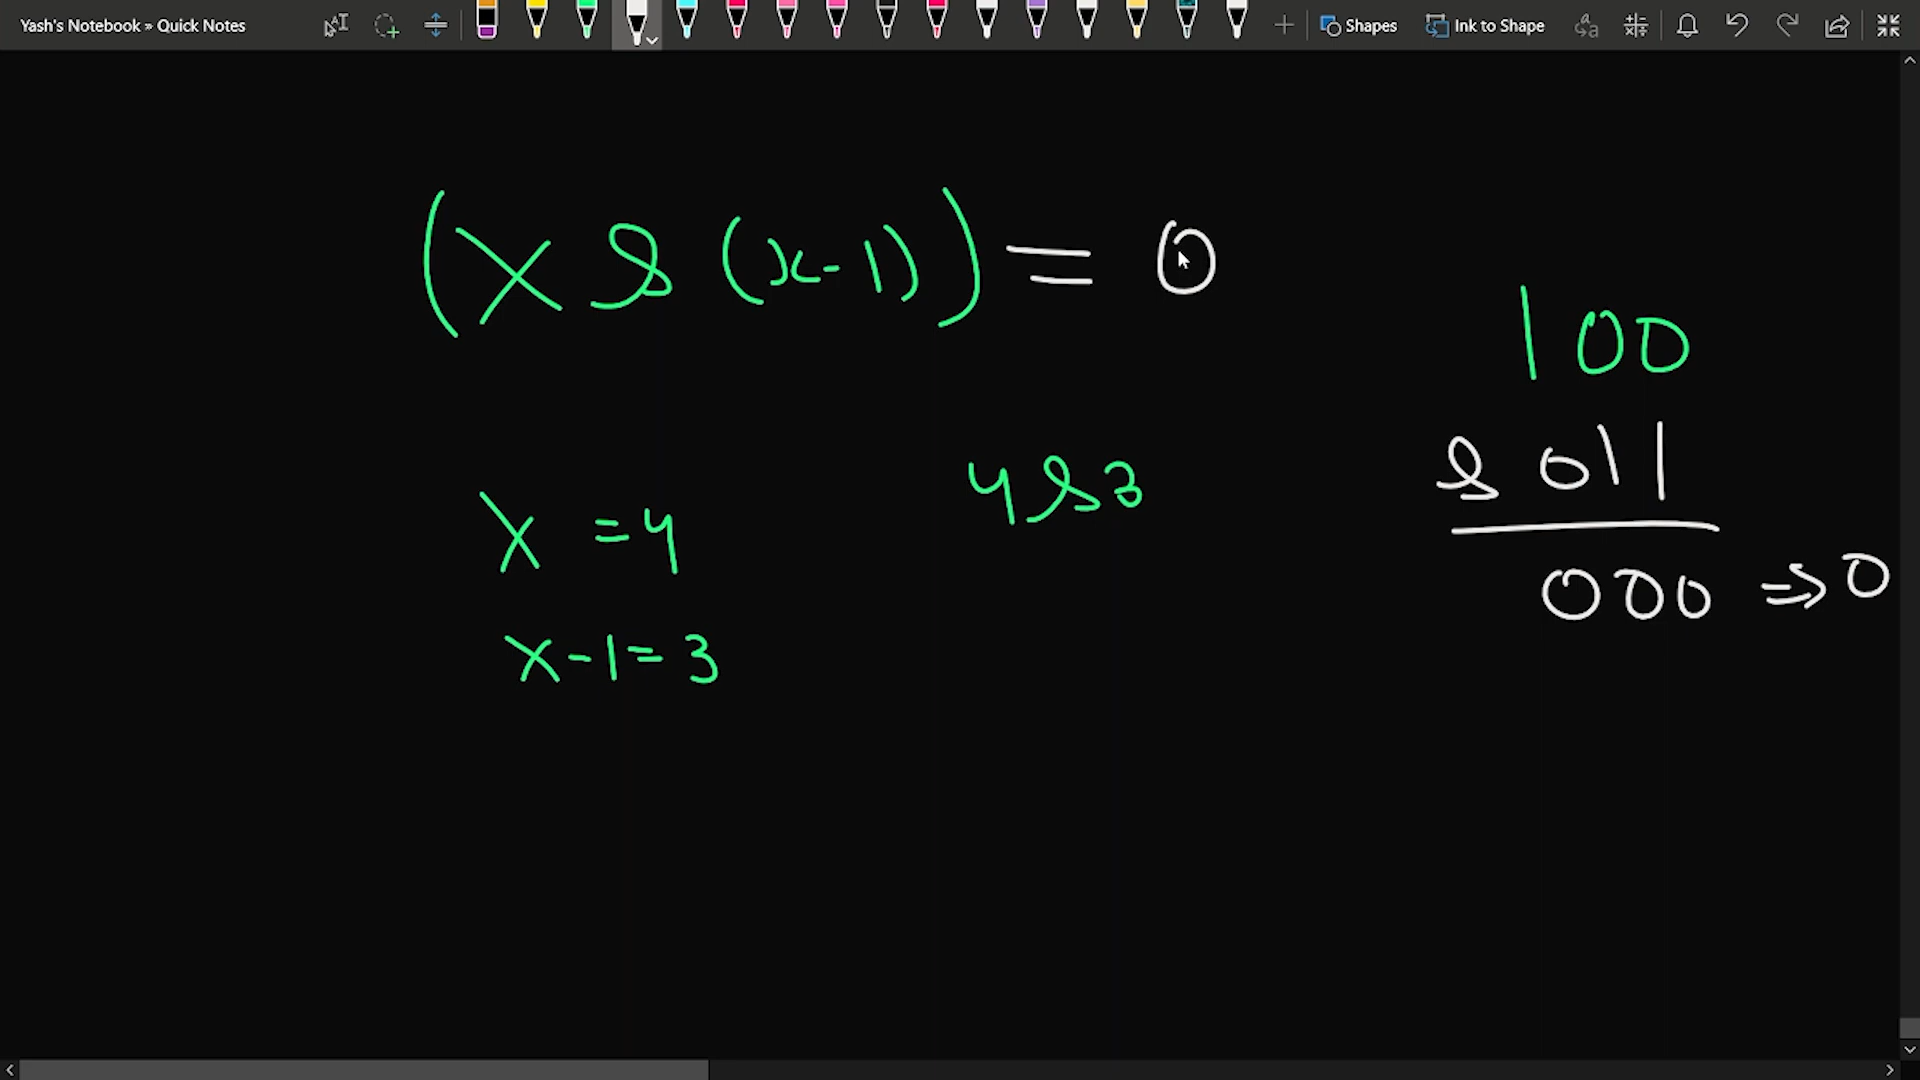 Yash's Notebook » Quick Notes
Shapes
Ink to Shape
(x & (x-1)) = 0
100
& 011
000 ⇒ 0
4&3
x = 4
x-1=3